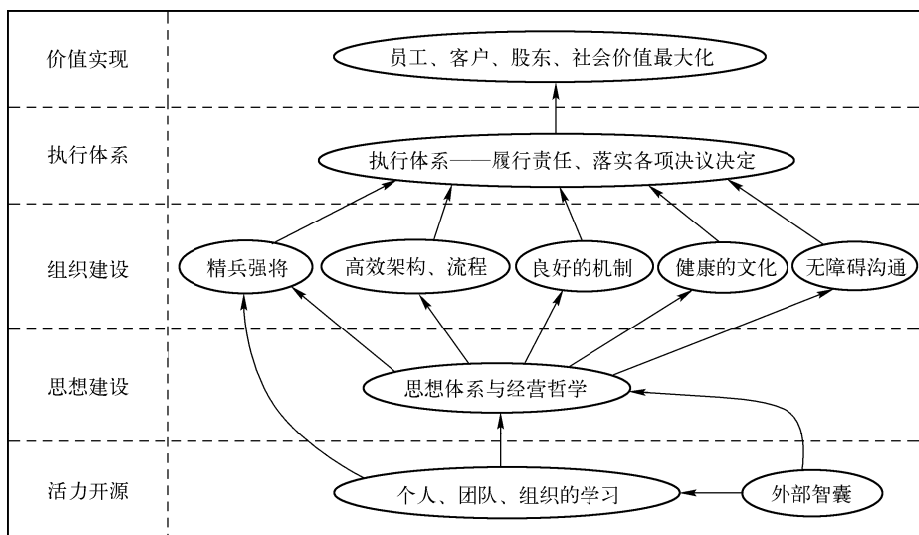 价值实现
员工、客户、股东、社会价值最大化
执行体系
执行体系——履行责任、落实各项决议决定
组织建设
精兵强将
高效架构、流程
良好的机制
健康的文化
无障碍沟通
思想建设
思想体系与经营哲学
活力开源
个人、团队、组织的学习
外部智囊